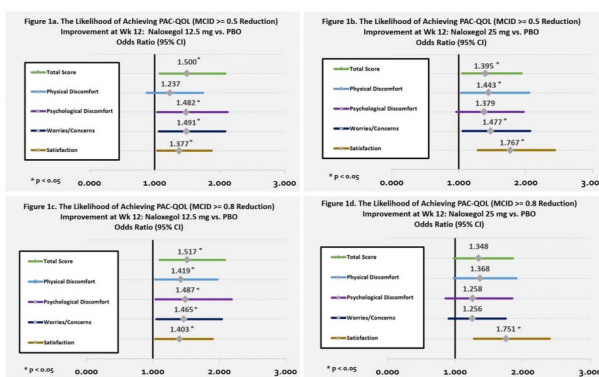 Figure 1a. The Likelihood of Achieving PAC-QOL (MCID >= 0.5 Reduction)
Improvement at Wk 12: Naloxegol 12.5 mg vs. PBO
Odds Ratio (95% CI)
Total Score
Physical Discomfort
Psychological Discomfort
Worries/Concerns
Satisfaction
1.500 *
1.237
1.482 *
1.491 *
1.377 *
* p < 0.05
0.000 1.000 2.000 3.000
Figure 1b. The Likelihood of Achieving PAC-QOL (MCID >= 0.5 Reduction)
Improvement at Wk 12: Naloxegol 25 mg vs. PBO
Odds Ratio (95% CI)
Total Score
Physical Discomfort
Psychological Discomfort
Worries/Concerns
Satisfaction
1.395 *
1.443 *
1.379
1.477 *
1.767 *
* p < 0.05
0.000 1.000 2.000 3.000
Figure 1c. The Likelihood of Achieving PAC-QOL (MCID >= 0.8 Reduction)
Improvement at Wk 12: Naloxegol 12.5 mg vs. PBO
Odds Ratio (95% CI)
Total Score
Physical Discomfort
Psychological Discomfort
Worries/Concerns
Satisfaction
1.517 *
1.419 *
1.487 *
1.465 *
1.403 *
* p < 0.05
0.000 1.000 2.000 3.000
Figure 1d. The Likelihood of Achieving PAC-QOL (MCID >= 0.8 Reduction)
Improvement at Wk 12: Naloxegol 25 mg vs. PBO
Odds Ratio (95% CI)
Total Score
Physical Discomfort
Psychological Discomfort
Worries/Concerns
Satisfaction
1.348
1.368
1.258
1.256
1.751 *
* p < 0.05
0.000 1.000 2.000 3.000